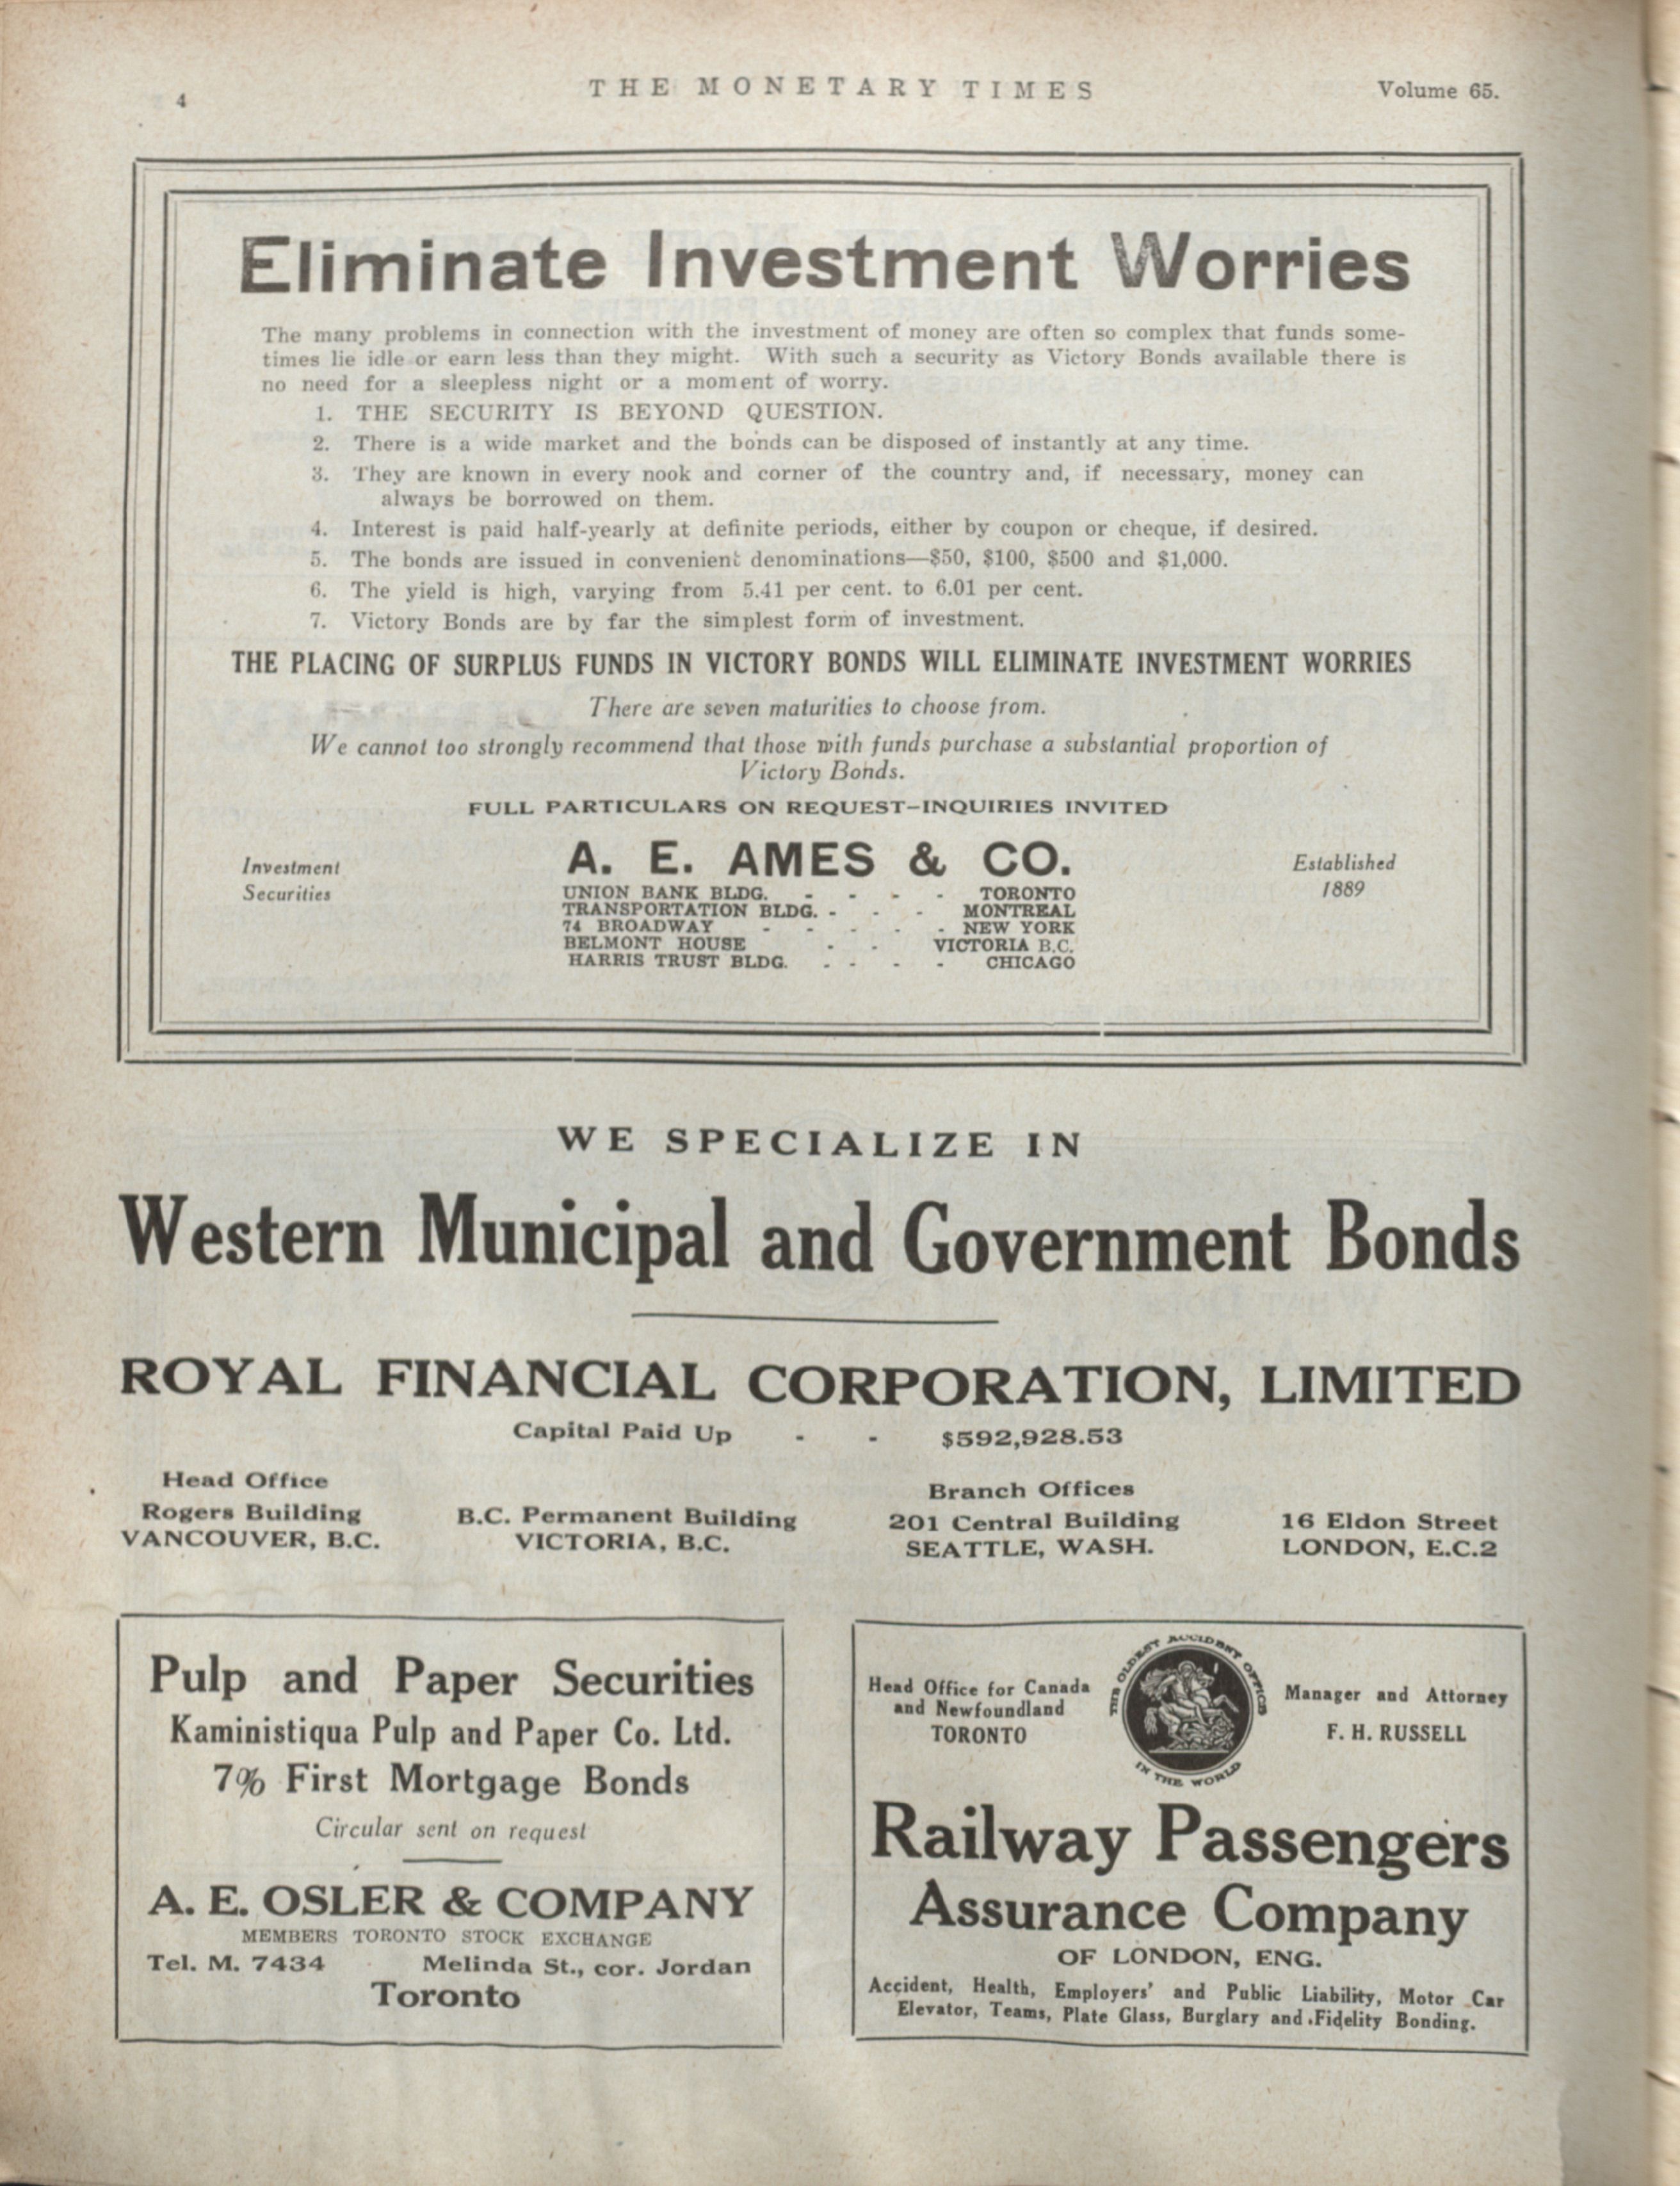 4
THE MONETARY TIMES
Volume 65.
Eliminate Investment Worries
The many problems in connection with the investment of money are often so complex that funds some-
times lie idle or earn less than they might. With such a security as Victory Bonds available there is
no need for a sleepless night or a moment of worry.
1. THE SECURITY IS BEYOND QUESTION.
2. There is a wide market and the bonds can be disposed of instantly at any time.
3. They are known in every nook and corner of the country and, if necessary, money can
always be borrowed on them.
4. Interest is paid half-yearly at definite periods, either by coupon or cheque, if desired.
5. The bonds are issued in convenient denominations—$50, $100, $500 and $1,000.
6. The yield is high, varying from 5.41 per cent. to 6.01 per cent.
7. Victory Bonds are by far the simplest form of investment.
THE PLACING OF SURPLUS FUNDS IN VICTORY BONDS WILL ELIMINATE INVESTMENT WORRIES
There are seven maturities to choose from.
We cannot too strongly recommend that those with funds purchase a substantial proportion of
Victory Bonds.
FULL PARTICULARS ON REQUEST—INQUIRIES INVITED
Investment
Securities
A. E. AMES & CO.
UNION BANK BLDG. - - - - TORONTO
TRANSPORTATION BLDG. - - - MONTREAL
74 BROADWAY - - - - - NEW YORK
BELMONT HOUSE - - VICTORIA B.C.
HARRIS TRUST BLDG. - - - - CHICAGO
Established
1889
WE SPECIALIZE IN
Western Municipal and Government Bonds
ROYAL FINANCIAL CORPORATION, LIMITED
Capital Paid Up - - $592,928.53
Head Office
Rogers Building
VANCOUVER, B.C.
Branch Offices
B.C. Permanent Building
VICTORIA, B.C.
201 Central Building
SEATTLE, WASH.
16 Eldon Street
LONDON, E.C.2
Pulp and Paper Securities
Kaministiqua Pulp and Paper Co. Ltd.
7% First Mortgage Bonds
Circular sent on request
A. E. OSLER & COMPANY
MEMBERS TORONTO STOCK EXCHANGE
Tel. M. 7434 Melinda St., cor. Jordan
Toronto
Head Office for Canada
and Newfoundland
TORONTO
THE OLDEST ACCIDENT OFFICE
IN THE WORLD
Manager and Attorney
F. H. RUSSELL
Railway Passengers
Assurance Company
OF LONDON, ENG.
Accident, Health, Employers' and Public Liability, Motor Car
Elevator, Teams, Plate Glass, Burglary and Fidelity Bonding.